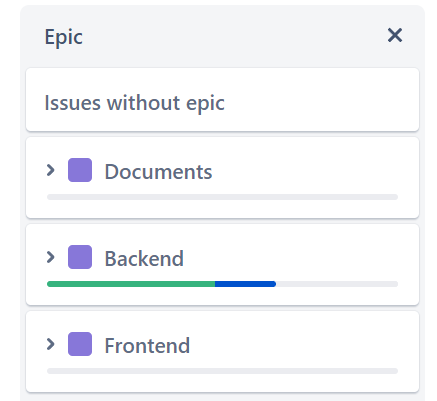 Epic
Issues without epic
Documents
Backend
Frontend